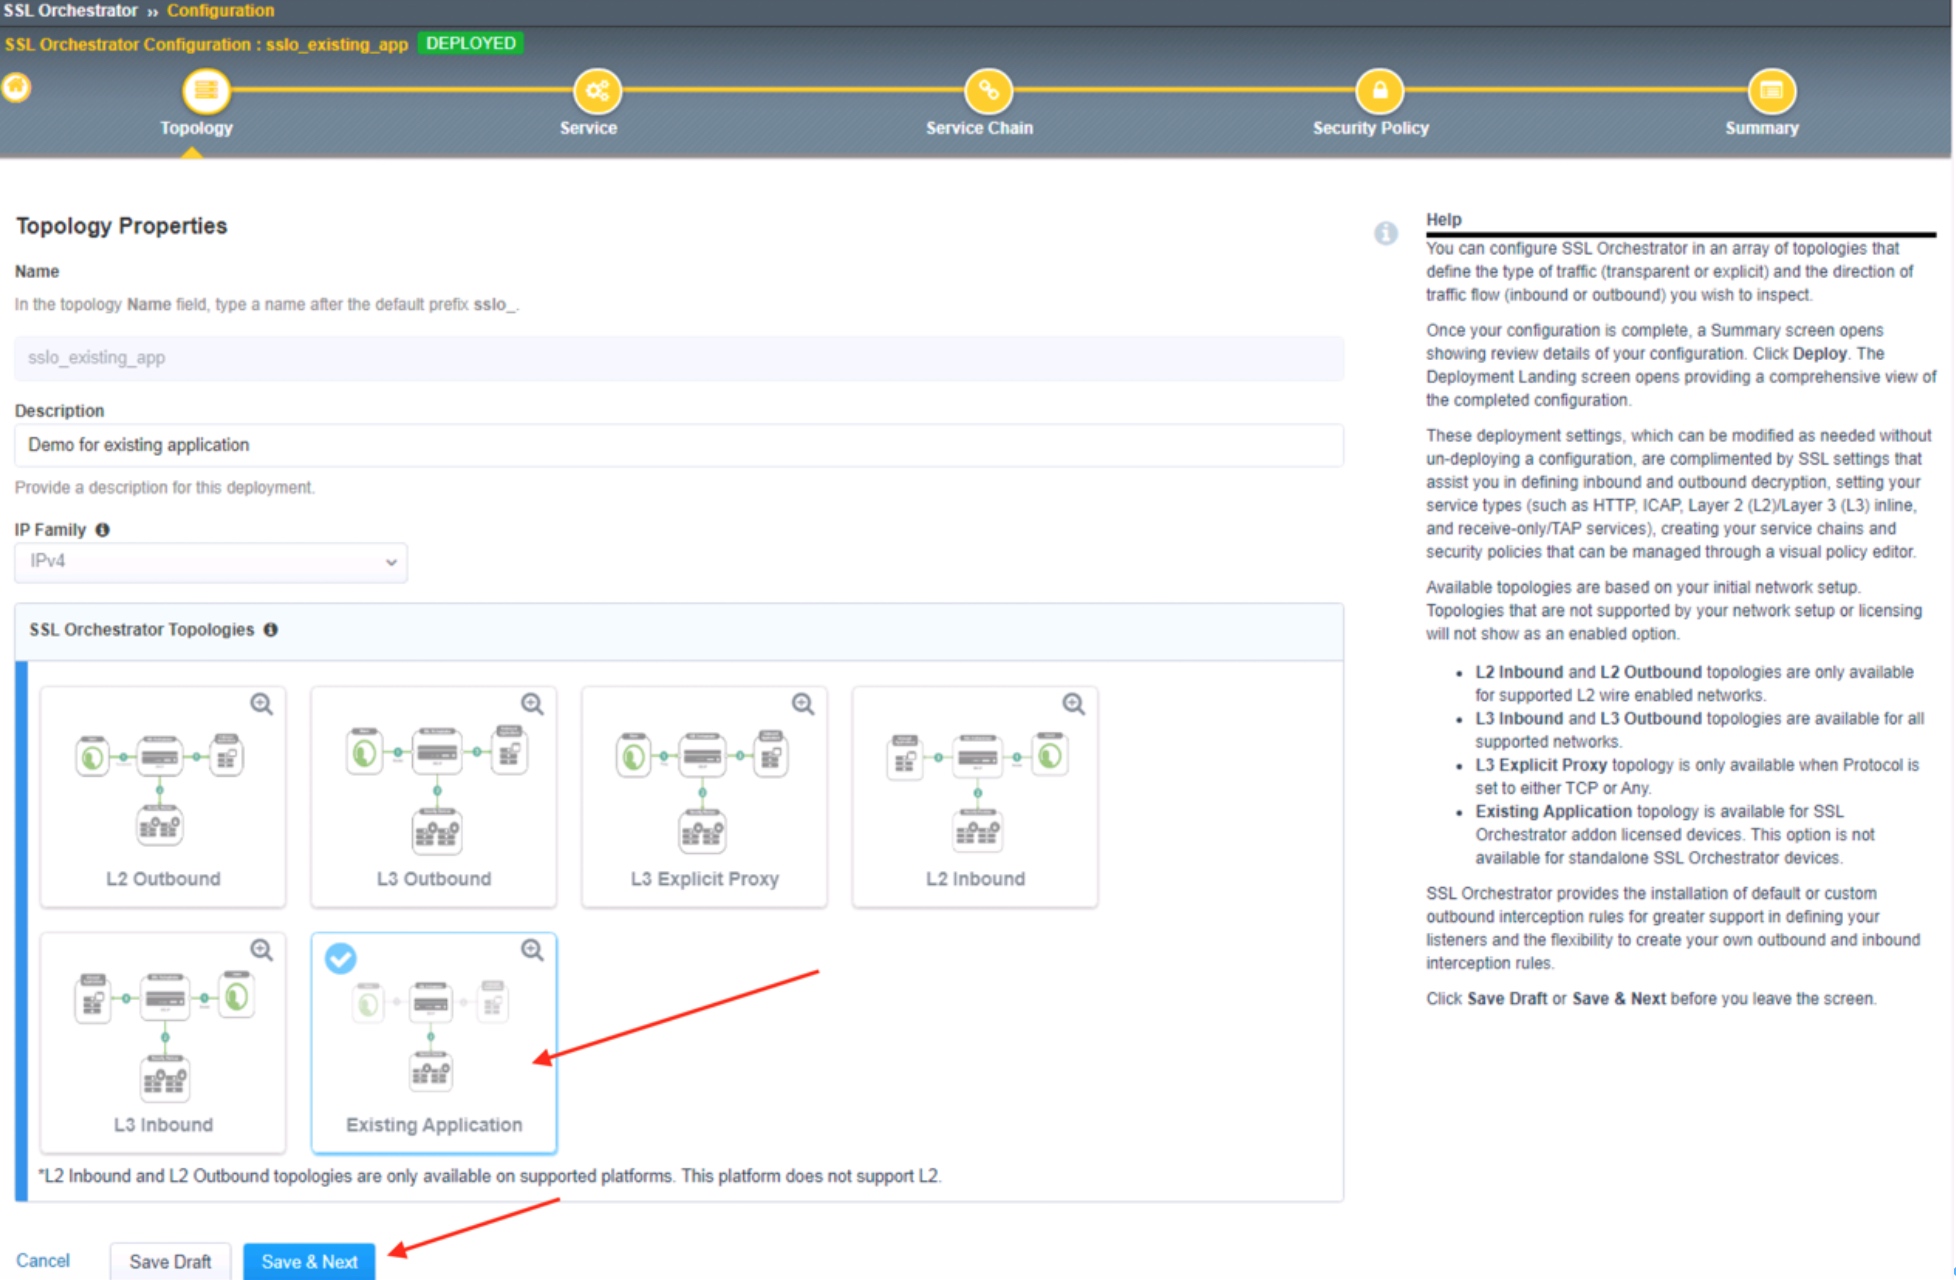 SSL Orchestrator » Configuration
SSL Orchestrator Configuration : sslo_existing_app DEPLOYED
Topology
Service
Service Chain
Security Policy
Summary
Topology Properties
Name
In the topology Name field, type a name after the default prefix sslo_.
sslo_existing_app
Description
Demo for existing application
Provide a description for this deployment.
IP Family
IPv4
SSL Orchestrator Topologies
L2 Outbound
L3 Outbound
L3 Explicit Proxy
L2 Inbound
L3 Inbound
Existing Application
*L2 Inbound and L2 Outbound topologies are only available on supported platforms. This platform does not support L2.
Cancel
Save Draft
Save & Next
Help
You can configure SSL Orchestrator in an array of topologies that
define the type of traffic (transparent or explicit) and the direction of
traffic flow (inbound or outbound) you wish to inspect.
Once your configuration is complete, a Summary screen opens
showing review details of your configuration. Click Deploy. The
Deployment Landing screen opens providing a comprehensive view of
the completed configuration.
These deployment settings, which can be modified as needed without
un-deploying a configuration, are complimented by SSL settings that
assist you in defining inbound and outbound decryption, setting your
service types (such as HTTP, ICAP, Layer 2 (L2)/Layer 3 (L3) inline,
and receive-only/TAP services), creating your service chains and
security policies that can be managed through a visual policy editor.
Available topologies are based on your initial network setup.
Topologies that are not supported by your network setup or licensing
will not show as an enabled option.
• L2 Inbound and L2 Outbound topologies are only available
for supported L2 wire enabled networks.
• L3 Inbound and L3 Outbound topologies are available for all
supported networks.
• L3 Explicit Proxy topology is only available when Protocol is
set to either TCP or Any.
• Existing Application topology is available for SSL
Orchestrator addon licensed devices. This option is not
available for standalone SSL Orchestrator devices.
SSL Orchestrator provides the installation of default or custom
outbound interception rules for greater support in defining your
listeners and the flexibility to create your own outbound and inbound
interception rules.
Click Save Draft or Save & Next before you leave the screen.